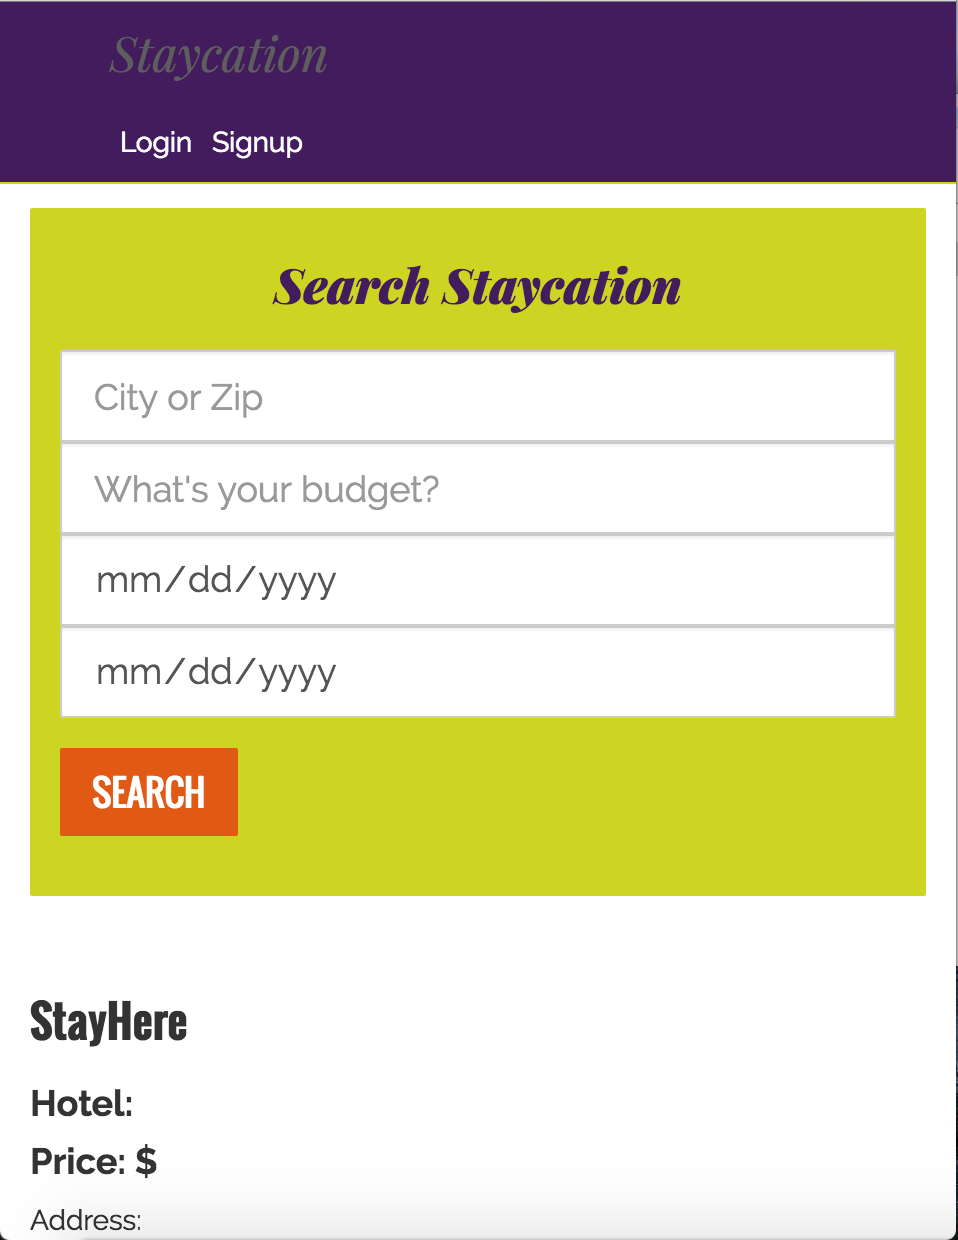 Staycation
Login Signup
Search Staycation
City or Zip
What's your budget?
mm/dd/yyyy
mm/dd/yyyy
SEARCH
StayHere
Hotel:
Price: $
Address: